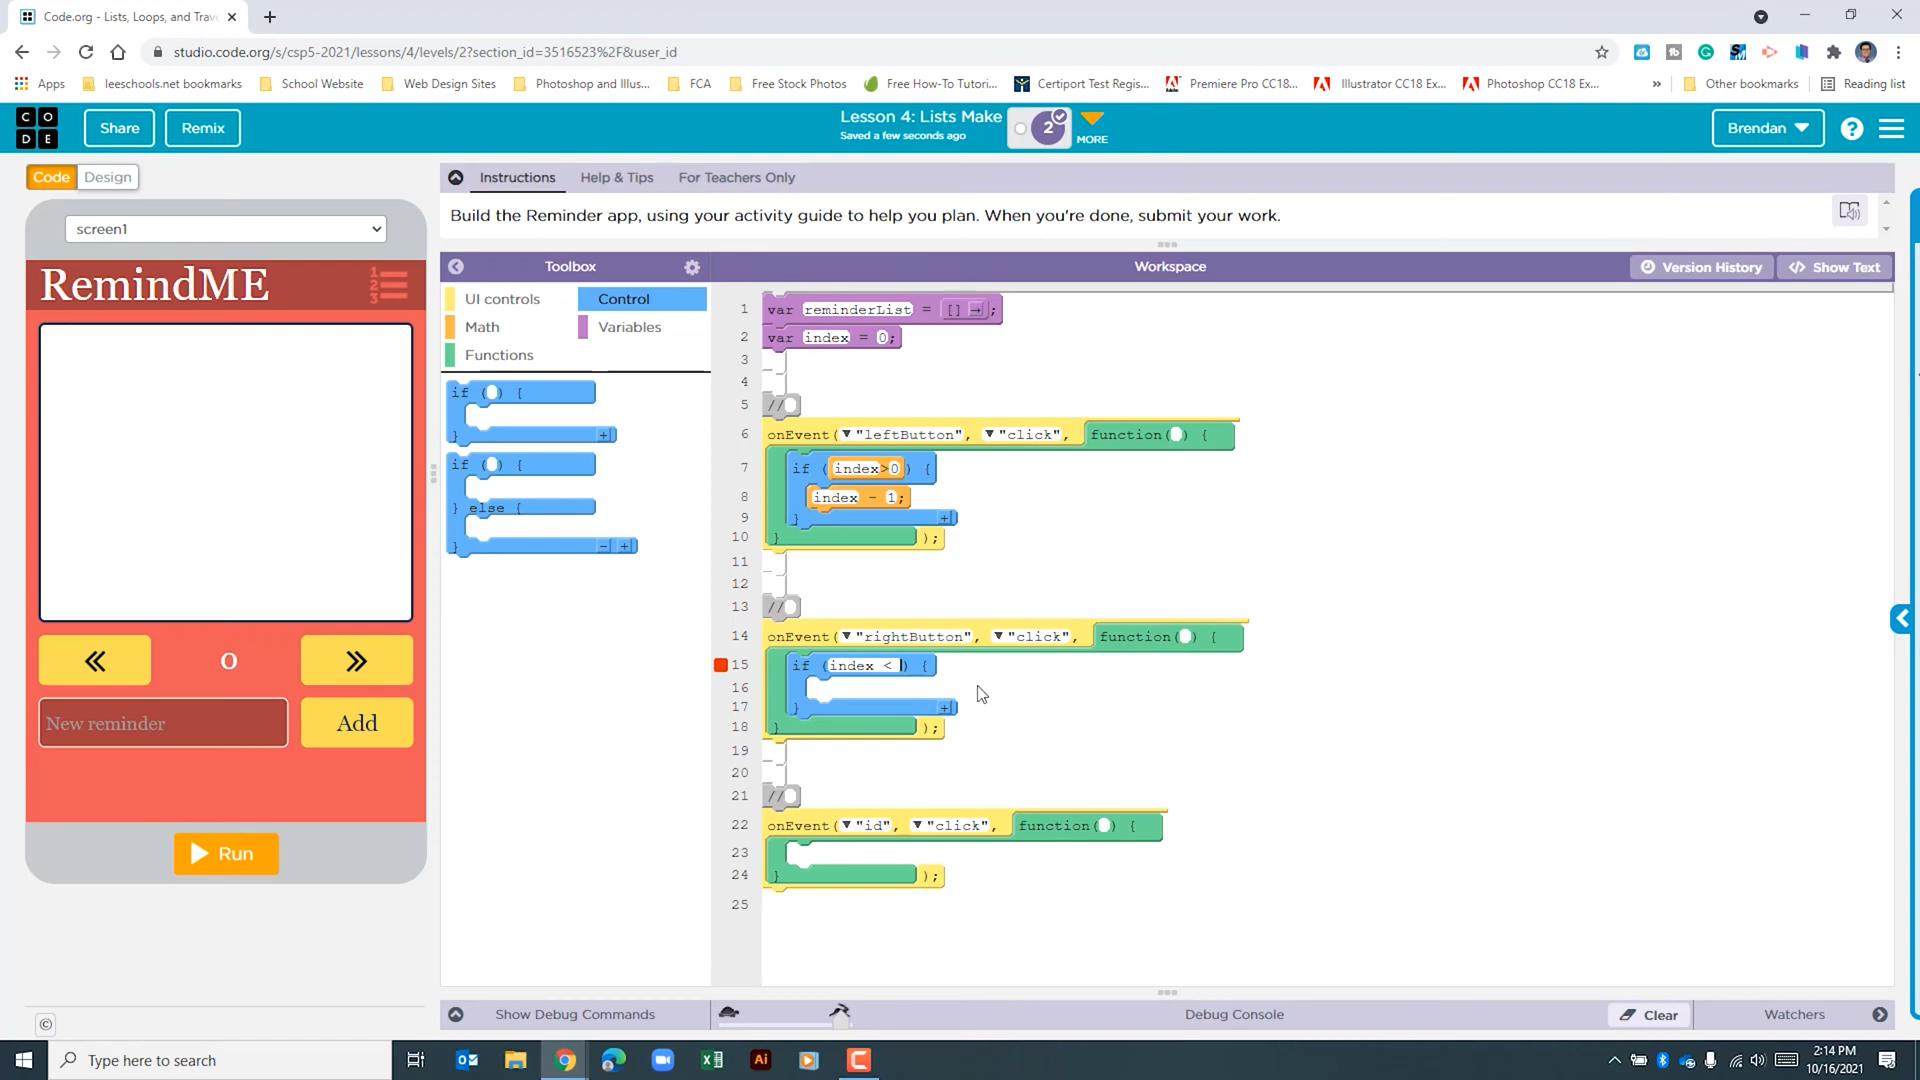 Code.org - Lists, Loops, and Trav
studio.code.org/s/csp5-2021/lessons/4/levels/2?section_id=3516523%2F&user_id
Apps leeschools.net bookmarks School Website Web Design Sites Photoshop and Illus... FCA Free Stock Photos Free How-To Tutori... Certiport Test Regis... Premiere Pro CC18... Illustrator CC18 Ex... Photoshop CC18 Ex... » Other bookmarks Reading list
CO
DE
Share Remix
Lesson 4: Lists Make
Saved a few seconds ago
2
MORE
Brendan
?
Code Design
Instructions Help & Tips For Teachers Only
Build the Reminder app, using your activity guide to help you plan. When you're done, submit your work.
screen1
RemindME
1
2
3
0
New reminder
Add
Run
©
Toolbox
Workspace
Version History
</> Show Text
UI controls
Control
Math
Variables
Functions
if ( ) {
}
+
if ( ) {
} else {
}
- +
1 var reminderList = [] ;
2 var index = 0;
3
4
5 //
6 onEvent( "leftButton", "click", function( ) {
7 if ( index>0 ) {
8 index - 1;
9 } +
10 } );
11
12
13 //
14 onEvent( "rightButton", "click", function( ) {
15 if (index < ) {
16
17 } +
18 } );
19
20
21 //
22 onEvent( "id", "click", function( ) {
23
24 } );
25
Show Debug Commands
Debug Console
Clear
Watchers
Type here to search
Ai
2:14 PM
10/16/2021